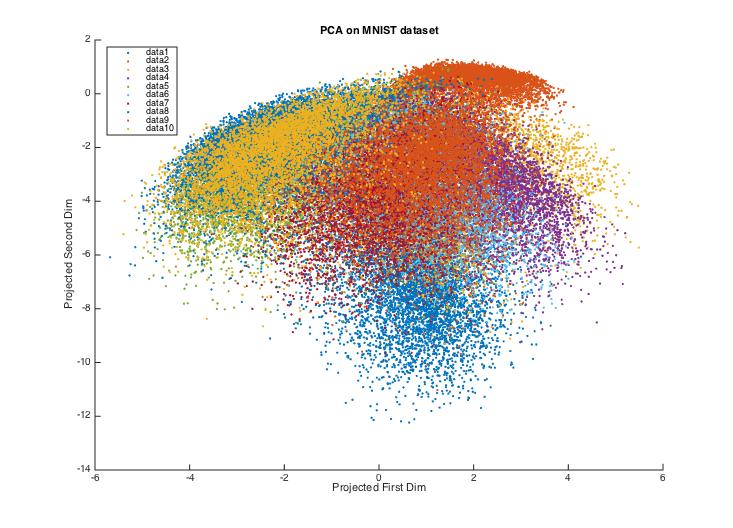 PCA on MNIST dataset
data1
data2
data3
data4
data5
data6
data7
data8
data9
data10
2
0
-2
-4
-6
-8
-10
-12
-14
Projected Second Dim
-6
-4
-2
0
2
4
6
Projected First Dim